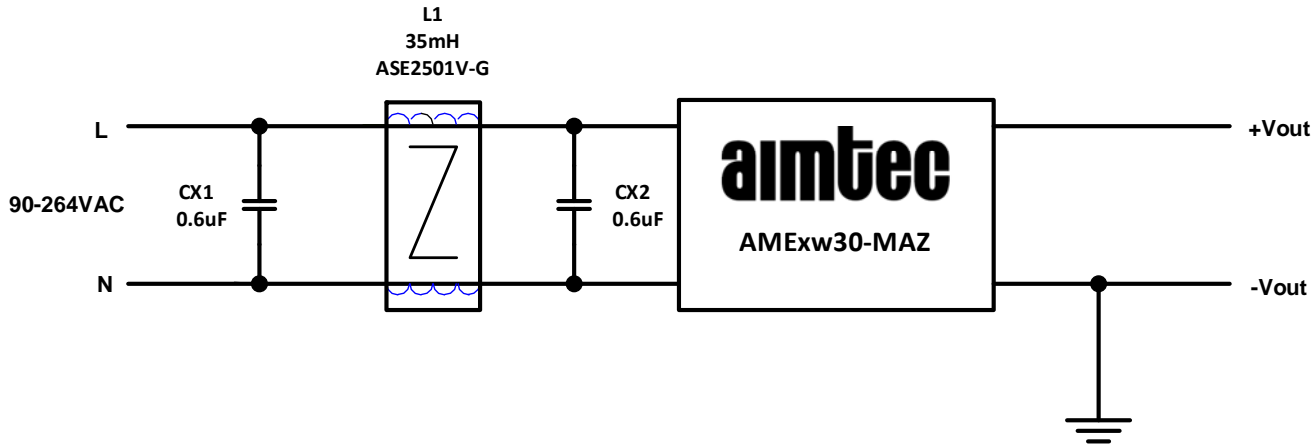 L1
35mH
ASE2501V-G
L
+Vout
aimtec
CX1
0.6uF
CX2
0.6uF
90-264VAC
AMExw30-MAZ
N
-Vout